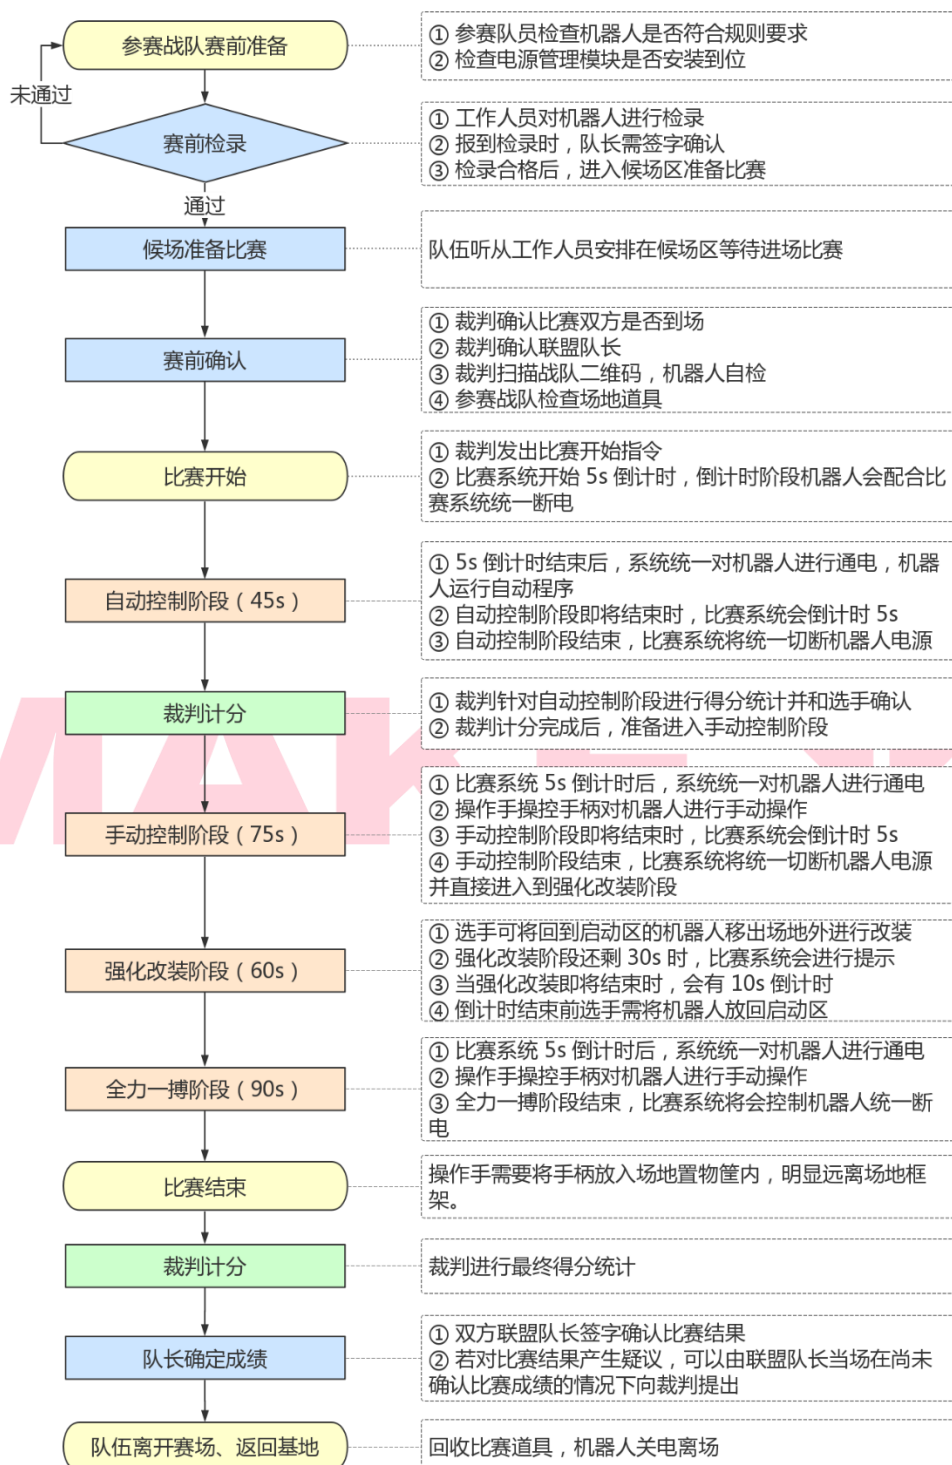 参赛战队赛前准备
① 参赛队员检查机器人是否符合规则要求
② 检查电源管理模块是否安装到位
未通过
赛前检录
① 工作人员对机器人进行检录
② 报到检录时，队长需签字确认
③ 检录合格后，进入候场区准备比赛
通过
候场准备比赛
队伍听从工作人员安排在候场区等待进场比赛
赛前确认
① 裁判确认比赛双方是否到场
② 裁判确认联盟队长
③ 裁判扫描战队二维码，机器人自检
④ 参赛战队检查场地道具
比赛开始
① 裁判发出比赛开始指令
② 比赛系统开始 5s 倒计时，倒计时阶段机器人会配合比
赛系统统一断电
自动控制阶段（45s）
① 5s 倒计时结束后，系统统一对机器人进行通电，机器
人运行自动程序
② 自动控制阶段即将结束时，比赛系统会倒计时 5s
③ 自动控制阶段结束，比赛系统将统一切断机器人电源
裁判计分
① 裁判针对自动控制阶段进行得分统计并和选手确认
② 裁判计分完成后，准备进入手动控制阶段
手动控制阶段（75s）
① 比赛系统 5s 倒计时后，系统统一对机器人进行通电
② 操作手操控手柄对机器人进行手动操作
③ 手动控制阶段即将结束时，比赛系统会倒计时 5s
④ 手动控制阶段结束，比赛系统将统一切断机器人电源
并直接进入到强化改装阶段
强化改装阶段（60s）
① 选手可将回到启动区的机器人移出场地外进行改装
② 强化改装阶段还剩 30s 时，比赛系统会进行提示
③ 当强化改装即将结束时，会有 10s 倒计时
④ 倒计时结束前选手需将机器人放回启动区
全力一搏阶段（90s）
① 比赛系统 5s 倒计时后，系统统一对机器人进行通电
② 操作手操控手柄对机器人进行手动操作
③ 全力一搏阶段结束，比赛系统将会控制机器人统一断
电
比赛结束
操作手需要将手柄放入场地置物筐内，明显远离场地框
架。
裁判计分
裁判进行最终得分统计
队长确定成绩
① 双方联盟队长签字确认比赛结果
② 若对比赛结果产生疑议，可以由联盟队长当场在尚未
确认比赛成绩的情况下向裁判提出
队伍离开赛场、返回基地
回收比赛道具，机器人关电离场